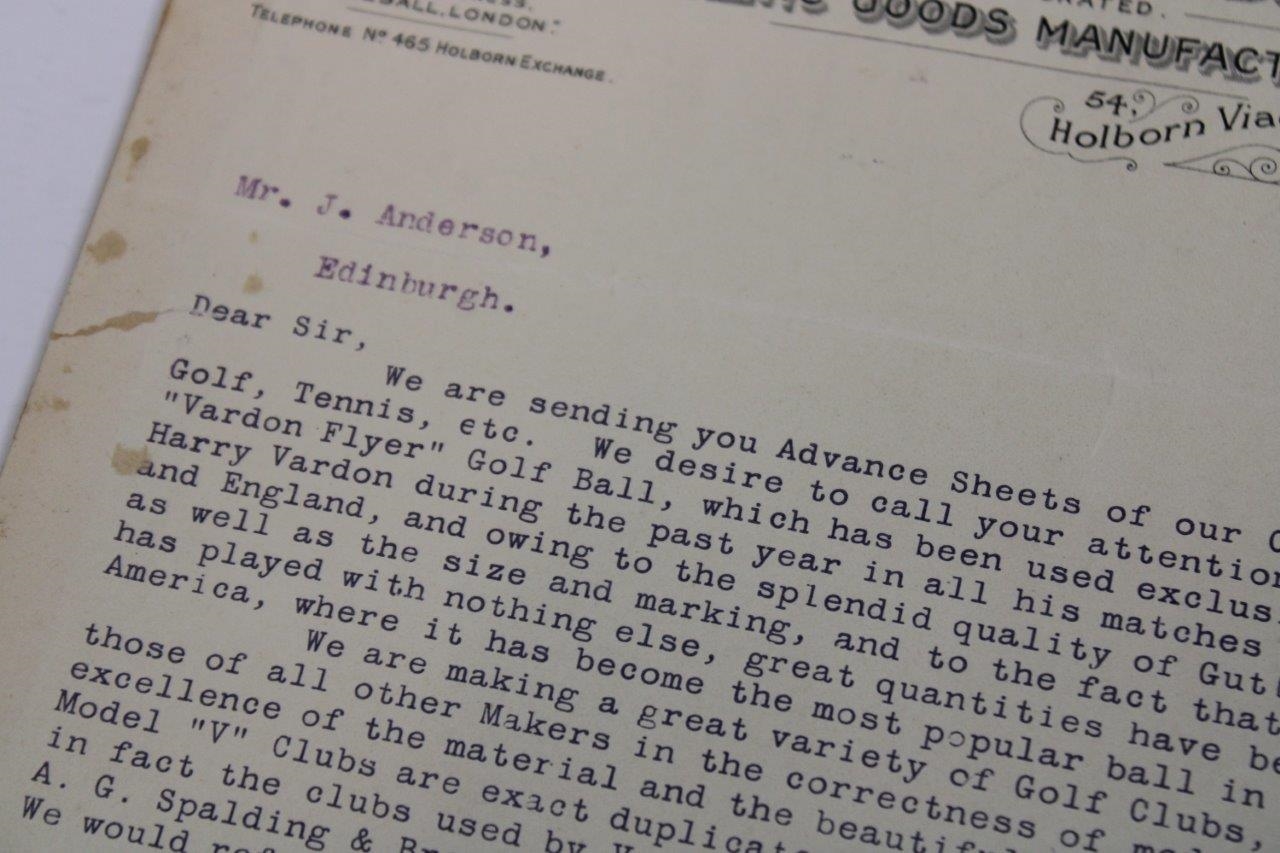 BALL, LONDON."
TELEPHONE Nº 465 HOLBORN EXCHANGE.
GOODS MANUFACT
54,
Holborn Via
Mr. J. Anderson,
Edinburgh.
Dear Sir,
We are sending you Advance Sheets of our C
Golf, Tennis, etc. We desire to call your attention
"Vardon Flyer" Golf Ball, which has been used exclus
Harry Vardon during the past year in all his matches
and England, and owing to the splendid quality of Gut
as well as the size and marking, and to the fact that
has played with nothing else, great quantities have be
America, where it has become the most popular ball in
We are making a great variety of Golf Clubs,
those of all other Makers in the correctness of mod
excellence of the material and the beautiful
Model "V" Clubs are exact duplicat
in fact the clubs used by V
A. G. Spalding & Br
We would